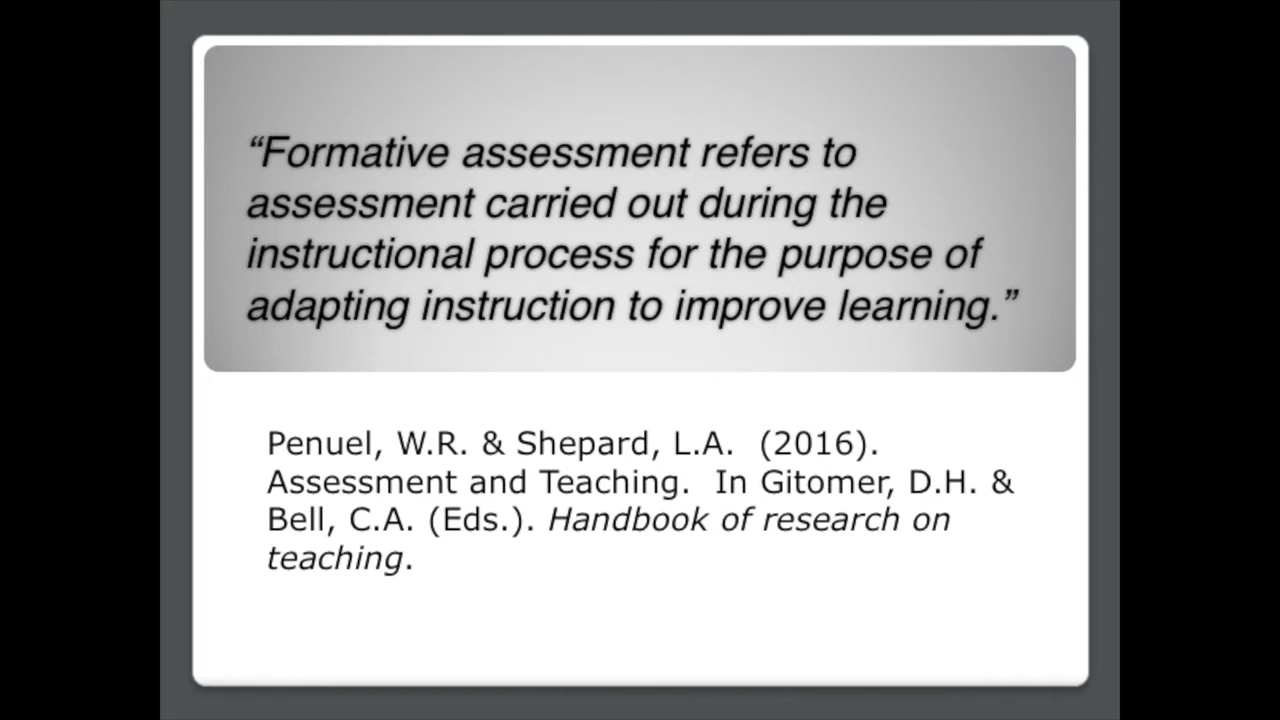 “Formative assessment refers to
assessment carried out during the
instructional process for the purpose of
adapting instruction to improve learning.”
Penuel, W.R. & Shepard, L.A.  (2016).
Assessment and Teaching.  In Gitomer, D.H. &
Bell, C.A. (Eds.). Handbook of research on
teaching.